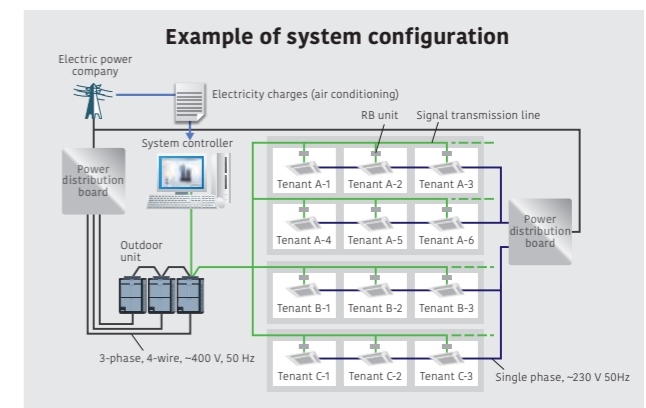 Example of system configuration
Electric power
company
Electricity charges (air conditioning)
RB unit
Signal transmission line
System controller
Power
distribution
board
Tenant A-1
Tenant A-2
Tenant A-3
Tenant A-4
Tenant A-5
Tenant A-6
Power
distribution
board
Outdoor
unit
Tenant B-1
Tenant B-2
Tenant B-3
3-phase, 4-wire, ~400 V, 50 Hz
Tenant C-1
Tenant C-2
Tenant C-3
Single phase, ~230 V 50Hz